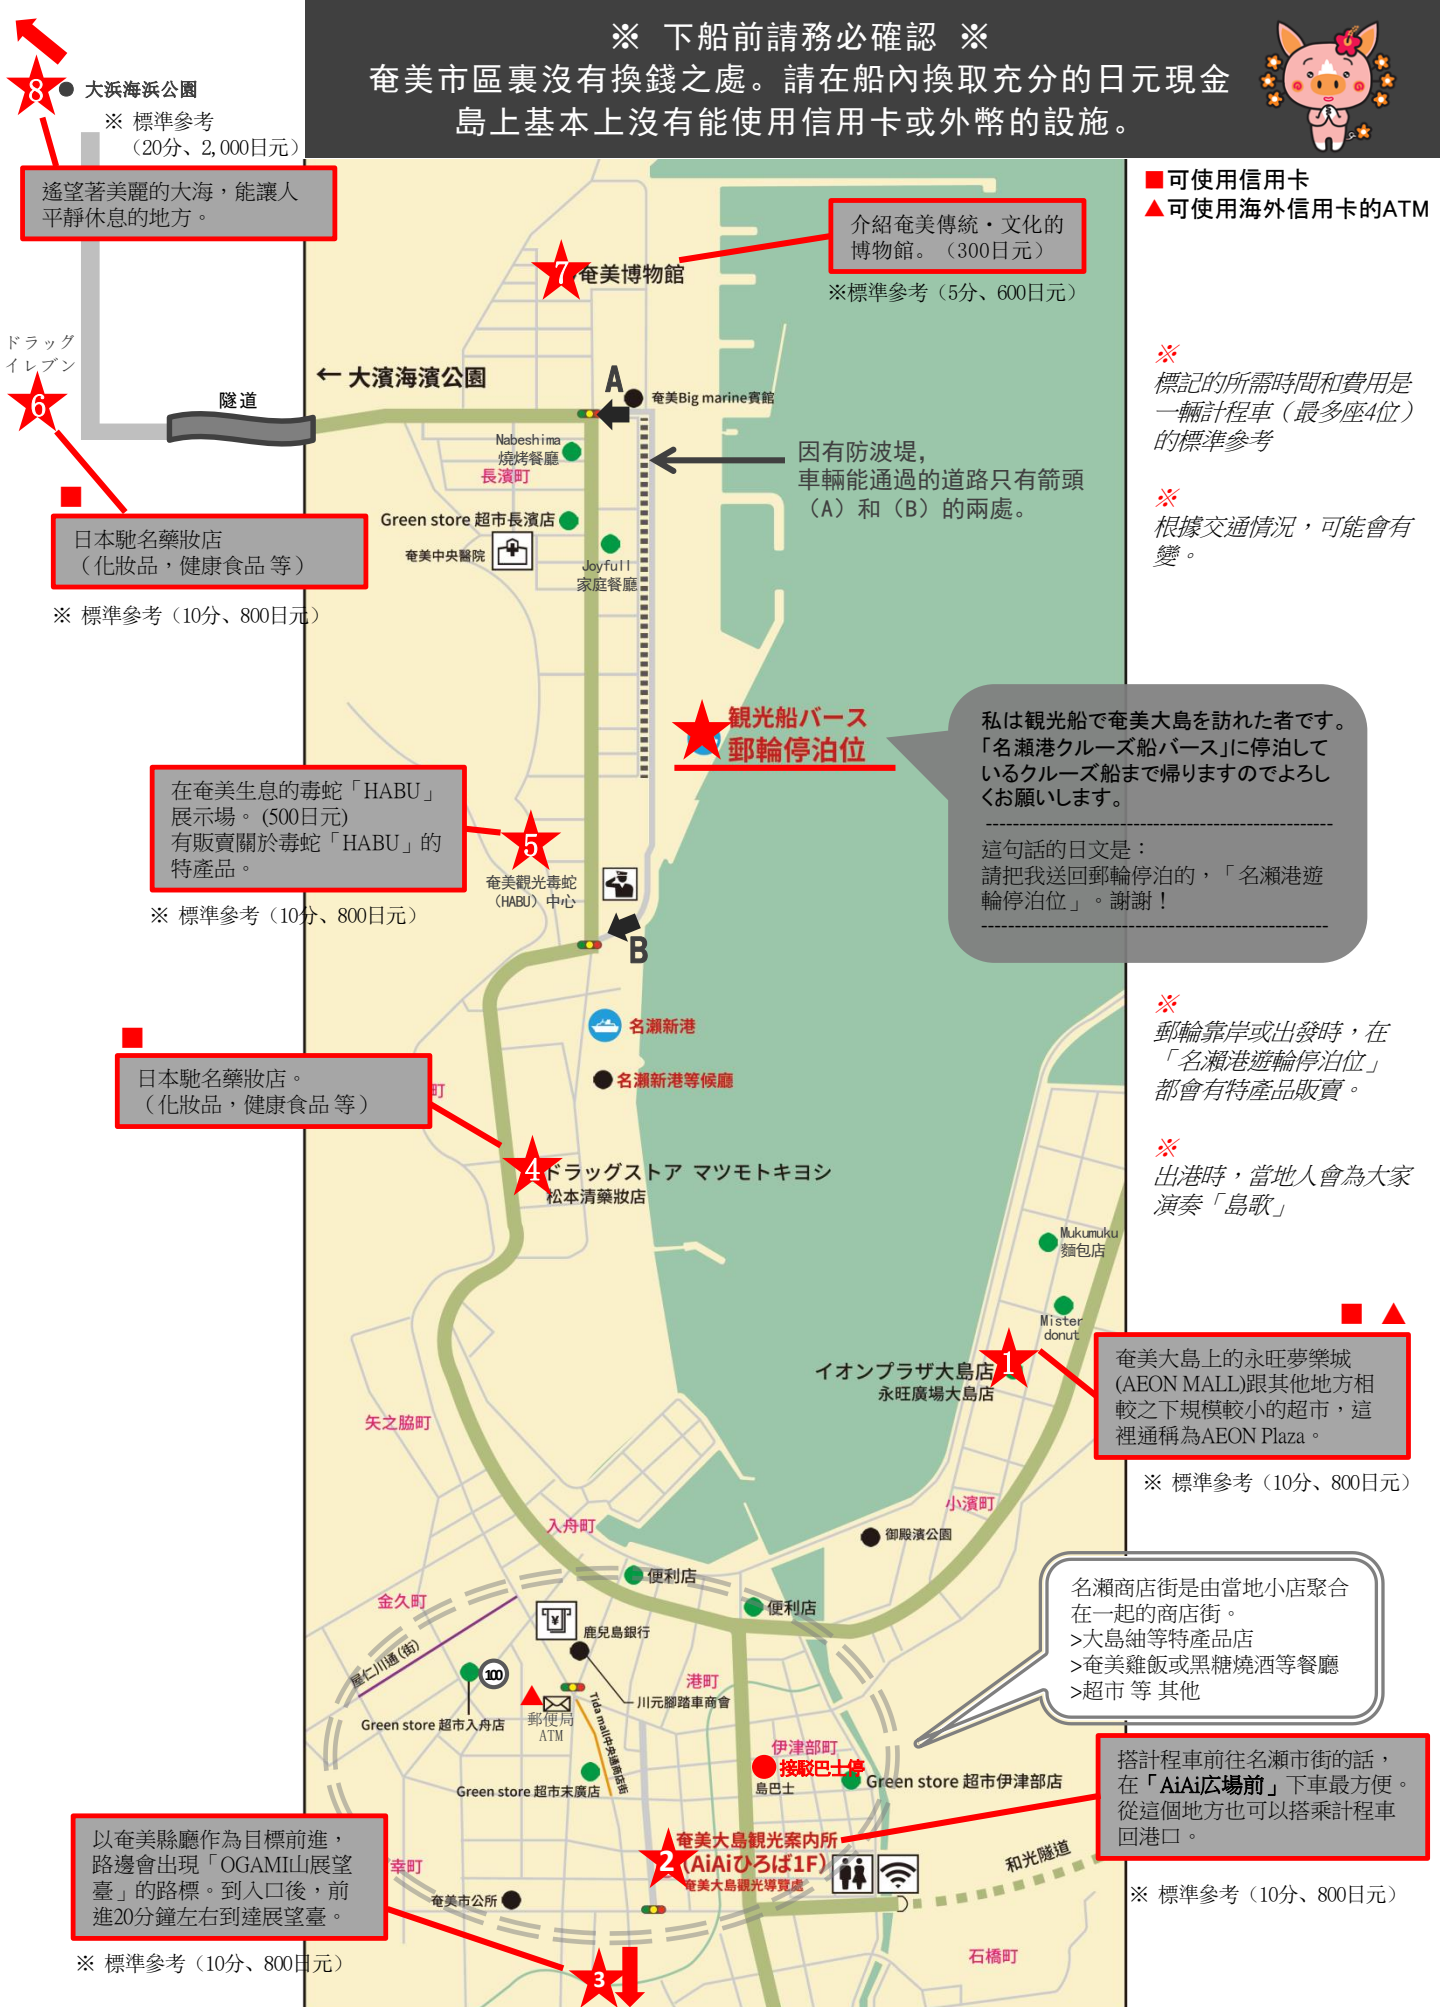 ※ 下船前請務必確認 ※
奄美市區裏沒有換錢之處。請在船內換取充分的日元現金
島上基本上沒有能使用信用卡或外幣的設施。
8
大浜海浜公園
※ 標準參考
（20分、2,000日元）
遙望著美麗的大海，能讓人
平靜休息的地方。
■可使用信用卡
▲可使用海外信用卡的ATM
介紹奄美傳統・文化的
博物館。（300日元）
※標準參考（5分、600日元）
7
奄美博物館
ドラッグ
イレブン
6
隧道
← 大濱海濱公園
A
奄美Big marine賓館
※
標記的所需時間和費用是
一輛計程車（最多座4位）
的標準參考
※
根據交通情況，可能會有
變。
Nabeshima
燒烤餐廳
長濱町
因有防波堤，
車輛能通過的道路只有箭頭
（A）和（B）的兩處。
Green store 超市長濱店
奄美中央醫院
Joyfull
家庭餐廳
日本馳名藥妝店
（化妝品，健康食品 等）
※ 標準參考（10分、800日元）
観光船バース
郵輪停泊位
私は観光船で奄美大島を訪れた者です。
「名瀬港クルーズ船バース」に停泊して
いるクルーズ船まで帰りますのでよろし
くお願いします。
這句話的日文是：
請把我送回郵輪停泊的，「名瀨港遊
輪停泊位」。謝謝！
在奄美生息的毒蛇「HABU」
展示場。(500日元)
有販賣關於毒蛇「HABU」的
特產品。
※ 標準參考（10分、800日元）
5
奄美觀光毒蛇
（HABU）中心
B
名瀨新港
名瀨新港等候廳
※
郵輪靠岸或出發時，在
「名瀨港遊輪停泊位」
都會有特產品販賣。
※
出港時，當地人會為大家
演奏「島歌」
日本馳名藥妝店。
（化妝品，健康食品 等）
町
4
ドラッグストア マツモトキヨシ
松本清藥妝店
Mukumuku
麵包店
Mister
donut
1
イオンプラザ大島店
永旺廣場大島店
奄美大島上的永旺夢樂城
(AEON MALL)跟其他地方相
較之下規模較小的超市，這
裡通稱為AEON Plaza。
※ 標準參考（10分、800日元）
矢之脇町
小濱町
入舟町
御殿濱公園
便利店
便利店
金久町
屋仁川通（街）
鹿兒島銀行
100
港町
川元腳踏車商會
Green store 超市入舟店
郵便局
ATM
Tida mall中央通商店街
名瀨商店街是由當地小店聚合
在一起的商店街。
>大島紬等特產品店
>奄美雞飯或黑糖燒酒等餐廳
>超市 等 其他
伊津部町
接駁巴士停
島巴士
Green store 超市伊津部店
Green store 超市末廣店
搭計程車前往名瀨市街的話，
在「AiAi広場前」下車最方便。
從這個地方也可以搭乘計程車
回港口。
※ 標準參考（10分、800日元）
2
奄美大島観光案内所
(AiAiひろば1F)
奄美大島觀光導覽處
和光隧道
幸町
奄美市公所
以奄美縣廳作為目標前進，
路邊會出現「OGAMI山展望
臺」的路標。到入口後，前
進20分鐘左右到達展望臺。
※ 標準參考（10分、800日元）
3
石橋町